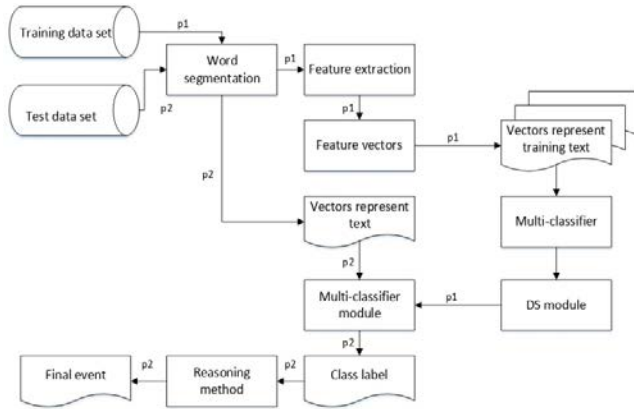 p1
Training data set
Word
segmentation
p1
Feature extraction
p2
Test data set
p1
Feature vectors
p1
Vectors represent
training text
p2
Vectors represent
text
Multi-classifier
p2
Multi-classifier
module
p1
DS module
p2
Final event
p2
Reasoning
method
p2
Class label